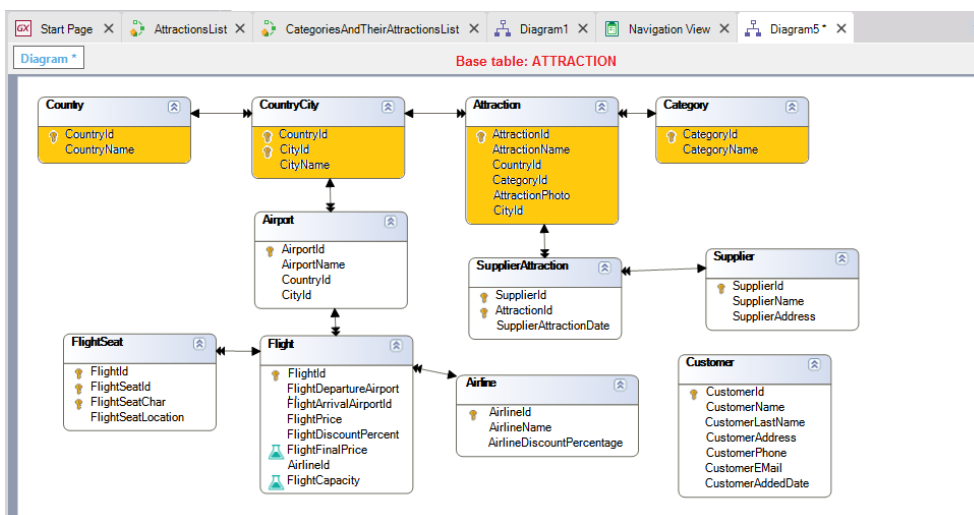 GX Start Page X AttractionsList X CategoriesAndTheirAttractionsList X Diagram1 X Navigation View X Diagram5 * X
Diagram *
Base table: ATTRACTION
Country
CountryId
CountryName
CountryCity
CountryId
CityId
CityName
Attraction
AttractionId
AttractionName
CountryId
CategoryId
AttractionPhoto
CityId
Category
CategoryId
CategoryName
Airport
AirportId
AirportName
CountryId
CityId
SupplierAttraction
SupplierId
AttractionId
SupplierAttractionDate
Supplier
SupplierId
SupplierName
SupplierAddress
FlightSeat
FlightId
FlightSeatId
FlightSeatChar
FlightSeatLocation
Flight
FlightId
FlightDepartureAirport
FlightArrivalAirportId
FlightPrice
FlightDiscountPercent
FlightFinalPrice
AirlineId
FlightCapacity
Airline
AirlineId
AirlineName
AirlineDiscountPercentage
Customer
CustomerId
CustomerName
CustomerLastName
CustomerAddress
CustomerPhone
CustomerEMail
CustomerAddedDate